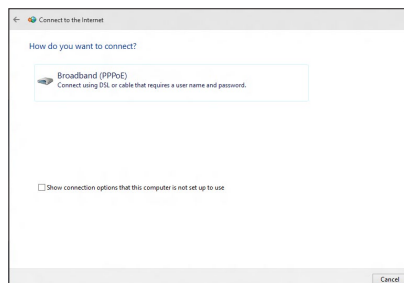 Connect to the Internet
How do you want to connect?
Broadband (PPPoE)
Connect using DSL or cable that requires a user name and password.
Show connection options that this computer is not set up to use
Cancel